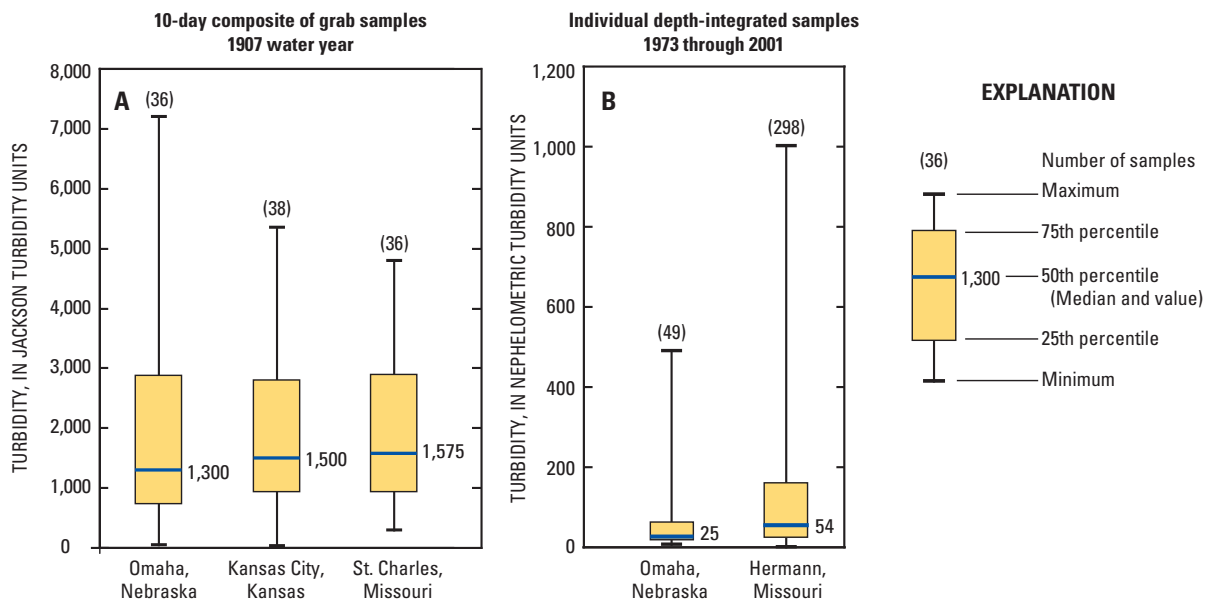 10-day composite of grab samples
1907 water year
TURBIDITY, IN JACKSON TURBIDITY UNITS
8,000
7,000
6,000
5,000
4,000
3,000
2,000
1,000
0
A
(36)
(38)
(36)
1,300
1,500
1,575
Omaha,
Nebraska
Kansas City,
Kansas
St. Charles,
Missouri
Individual depth-integrated samples
1973 through 2001
TURBIDITY, IN NEPHELOMETRIC TURBIDITY UNITS
1,200
1,000
800
600
400
200
0
B
(49)
(298)
25
54
Omaha,
Nebraska
Hermann,
Missouri
EXPLANATION
(36)
Number of samples
Maximum
75th percentile
1,300
50th percentile
(Median and value)
25th percentile
Minimum